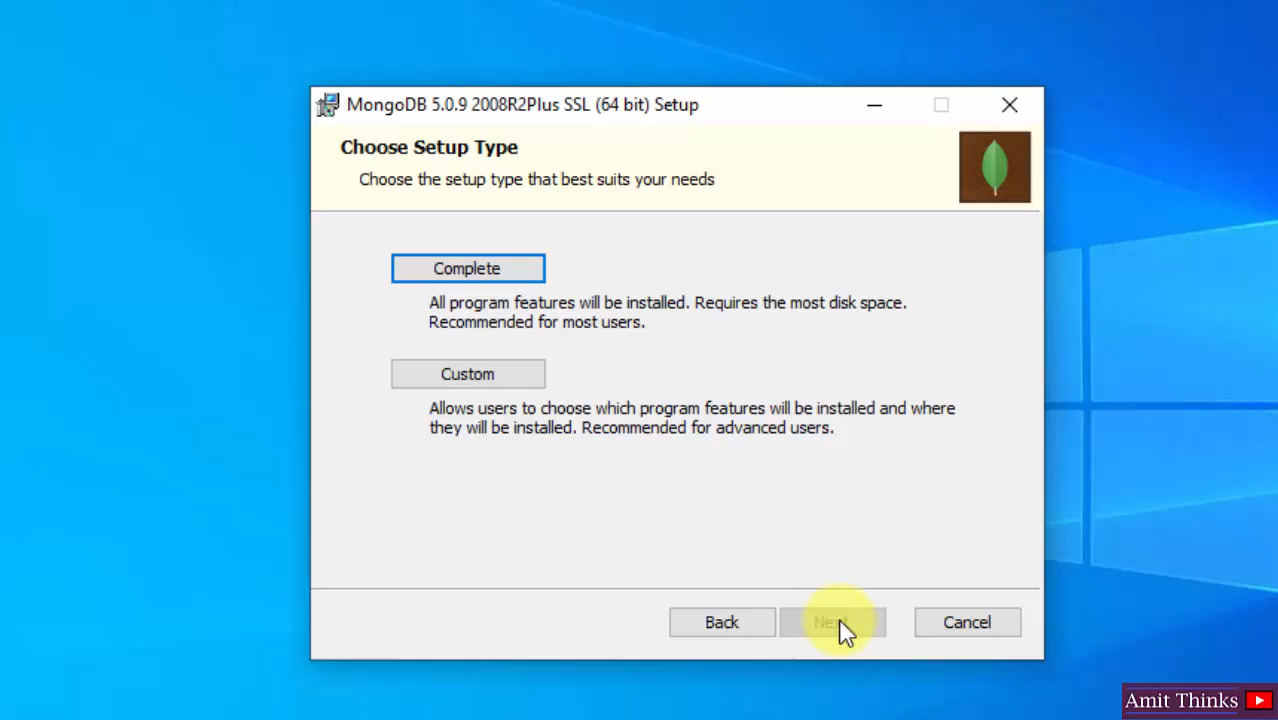 MongoDB 5.0.9 2008R2Plus SSL (64 bit) Setup
Choose Setup Type
Choose the setup type that best suits your needs
Complete
All program features will be installed. Requires the most disk space.
Recommended for most users.
Custom
Allows users to choose which program features will be installed and where
they will be installed. Recommended for advanced users.
Back
Next
Cancel
Amit Thinks